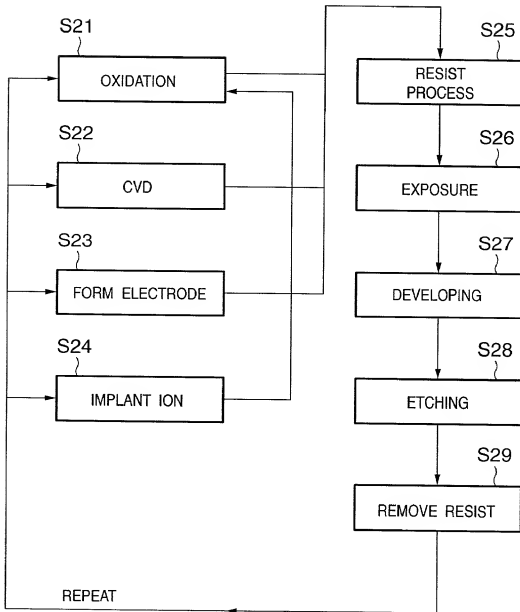 S21
OXIDATION
S22
CVD
S23
FORM ELECTRODE
S24
IMPLANT ION
S25
RESIST
PROCESS
S26
EXPOSURE
S27
DEVELOPING
S28
ETCHING
S29
REMOVE RESIST
REPEAT